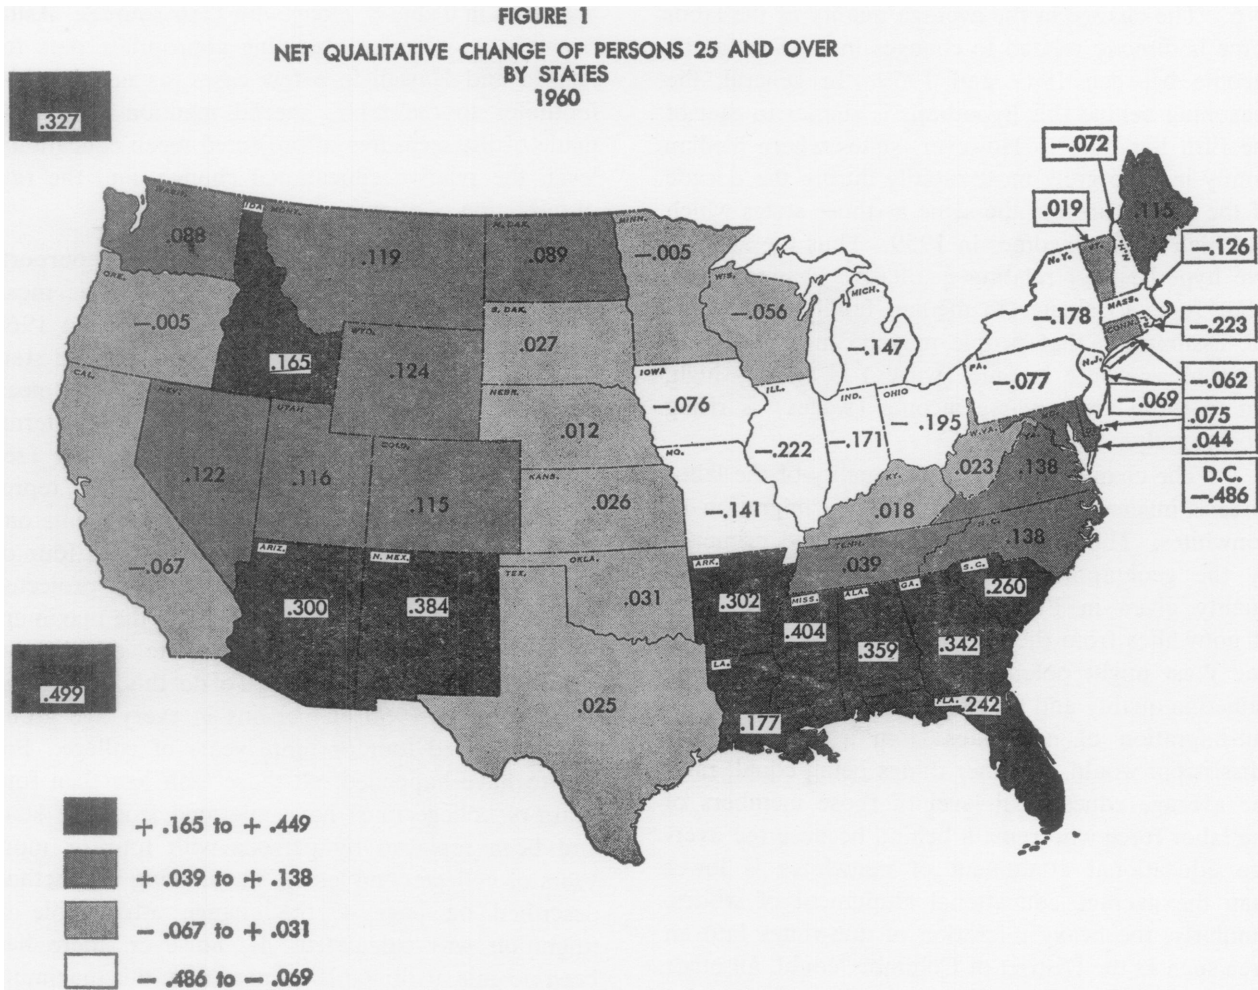 FIGURE 1
NET QUALITATIVE CHANGE OF PERSONS 25 AND OVER
BY STATES
1960
.327
—.072
.019
.115
—.126
WASH.
.088
IDA.
MONT.
.119
N. DAK.
.089
MINN.
—.005
WIS.
—.056
MICH.
—.147
N.Y.
—.178
VT.
N.H.
MASS.
CONN.
—.223
—.062
—.069
.075
.044
D.C.
—.486
ORE.
—.005
.165
WYO.
.124
S. DAK.
.027
IOWA
—.076
ILL.
—.222
IND.
—.171
OHIO
— .195
PA.
—.077
N.J.
MD.
CAL.
—.067
NEV.
.122
UTAH
.116
COLO.
.115
NEBR.
.012
KANS.
.026
MO.
—.141
KY.
.018
W.VA.
.023
VA.
.138
N.C.
.138
TENN.
.039
ARIZ.
.300
N. MEX.
.384
TEX.
.025
OKLA.
.031
ARK.
.302
MISS.
.404
ALA.
.359
GA.
.342
S.C.
.260
LA.
.177
FLA.
.242
.499
+ .165 to + .449
+ .039 to + .138
— .067 to + .031
— .486 to — .069